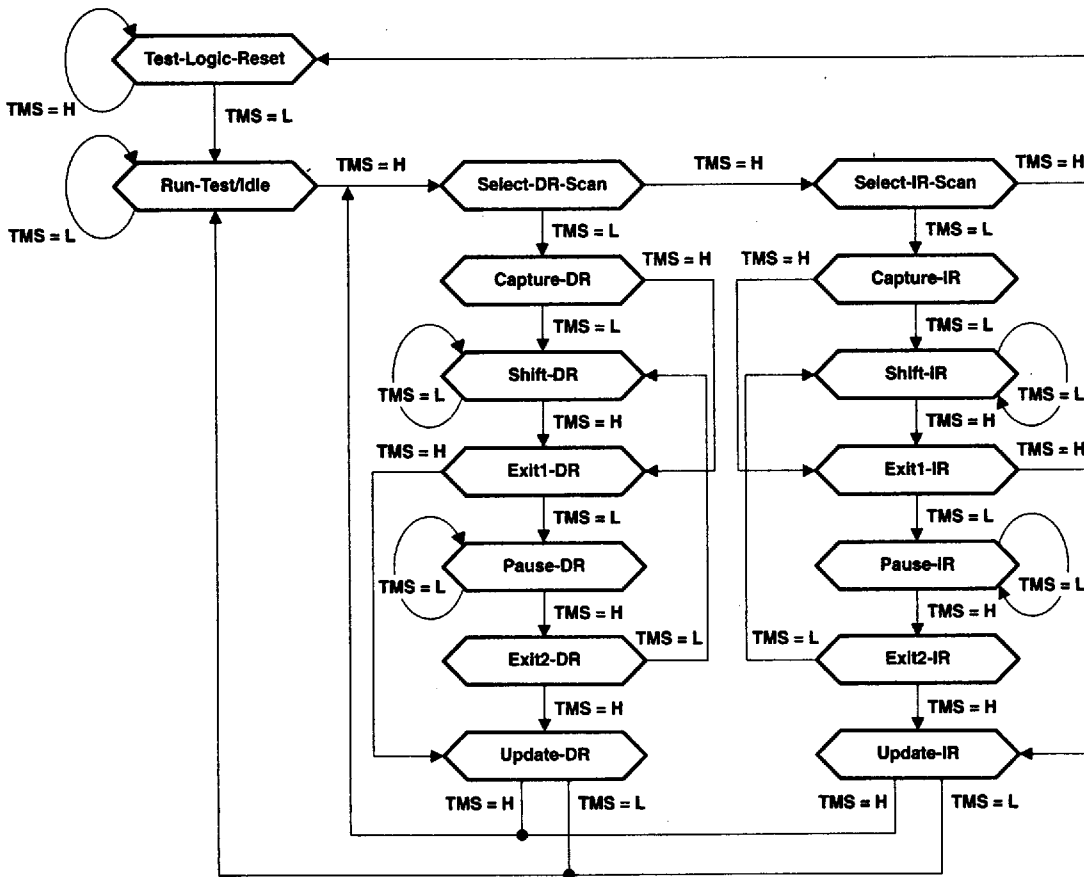 Test-Logic-Reset
TMS = H
TMS = L
Run-Test/Idle
TMS = H
Select-DR-Scan
TMS = H
Select-IR-Scan
TMS = H
TMS = L
TMS = L
TMS = L
Capture-DR
TMS = H
TMS = H
Capture-IR
TMS = L
TMS = L
Shift-DR
TMS = L
Shift-IR
TMS = L
TMS = H
TMS = H
TMS = H
Exit1-DR
Exit1-IR
TMS = H
TMS = L
TMS = L
Pause-DR
TMS = L
Pause-IR
TMS = L
TMS = H
TMS = H
Exit2-DR
TMS = L
TMS = L
Exit2-IR
TMS = H
TMS = H
Update-DR
Update-IR
TMS = H
TMS = L
TMS = H
TMS = L